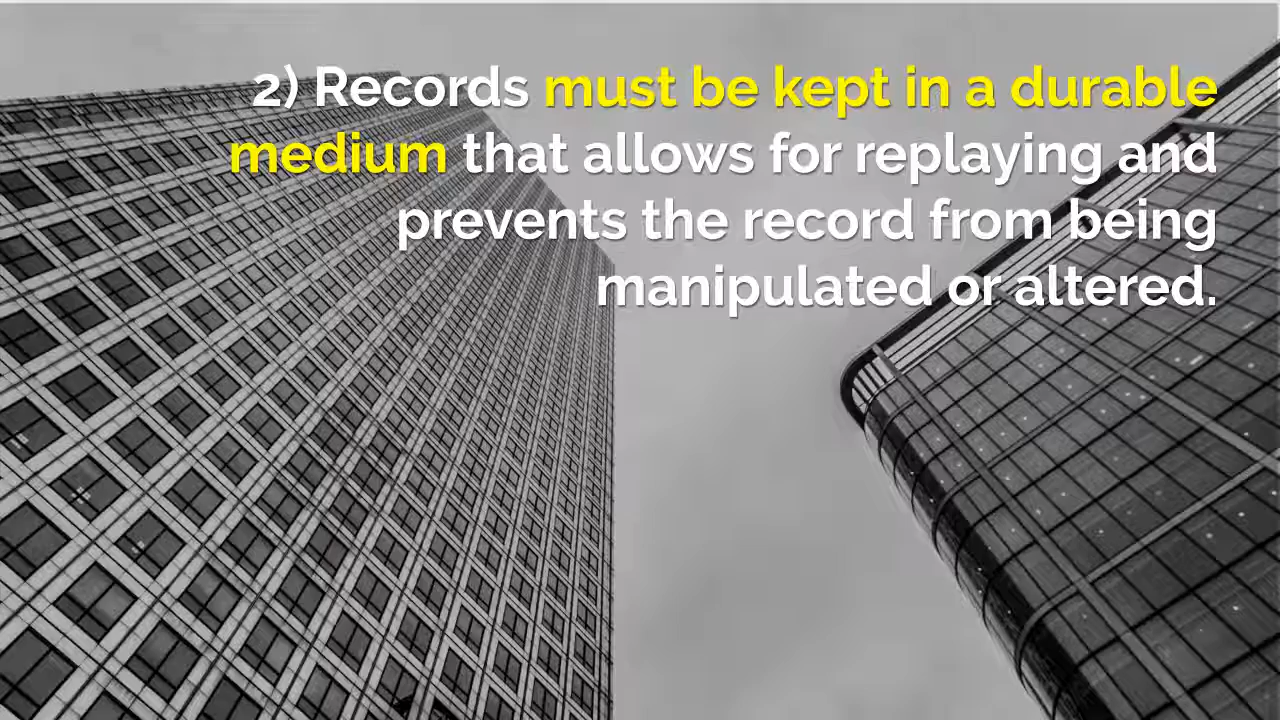 2) Records must be kept in a durable
medium that allows for replaying and
prevents the record from being
manipulated or altered.